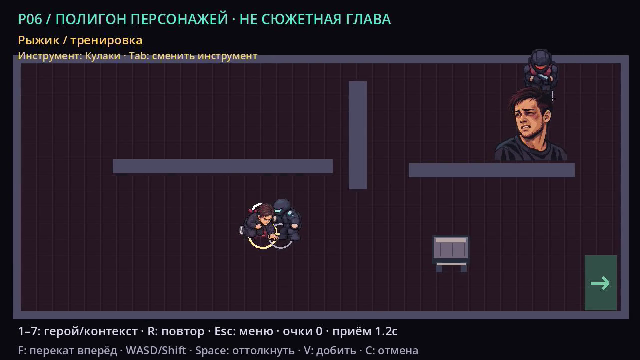 P06 / ПОЛИГОН ПЕРСОНАЖЕЙ · НЕ СЮЖЕТНАЯ ГЛАВА
Рыжик / тренировка
Инструмент: Кулаки · Tab: сменить инструмент
1–7: герой/контекст · R: повтор · Esc: меню · очки 0 · приём 1.2с
F: перекат вперёд · WASD/Shift · Space: оттолкнуть · V: добить · C: отмена